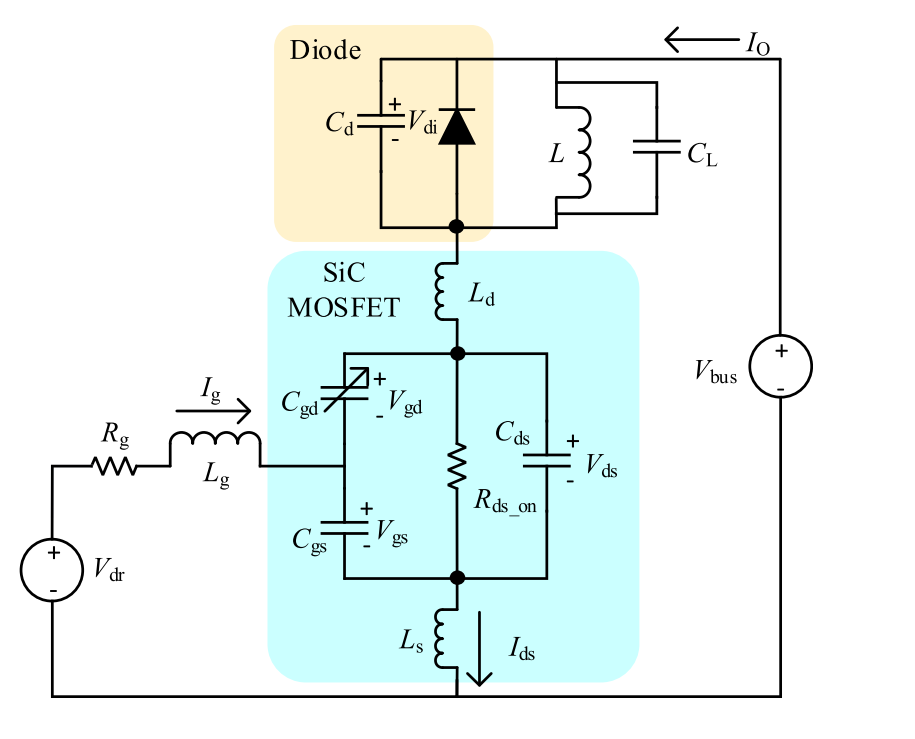 Diode
I_O
+
C_d
V_di
-
L
C_L
SiC
MOSFET
L_d
+
V_bus
-
I_g
C_gd
+
V_gd
-
R_g
L_g
C_ds
+
V_ds
-
R_ds_on
+
C_gs
V_gs
-
+
V_dr
-
L_s
I_ds